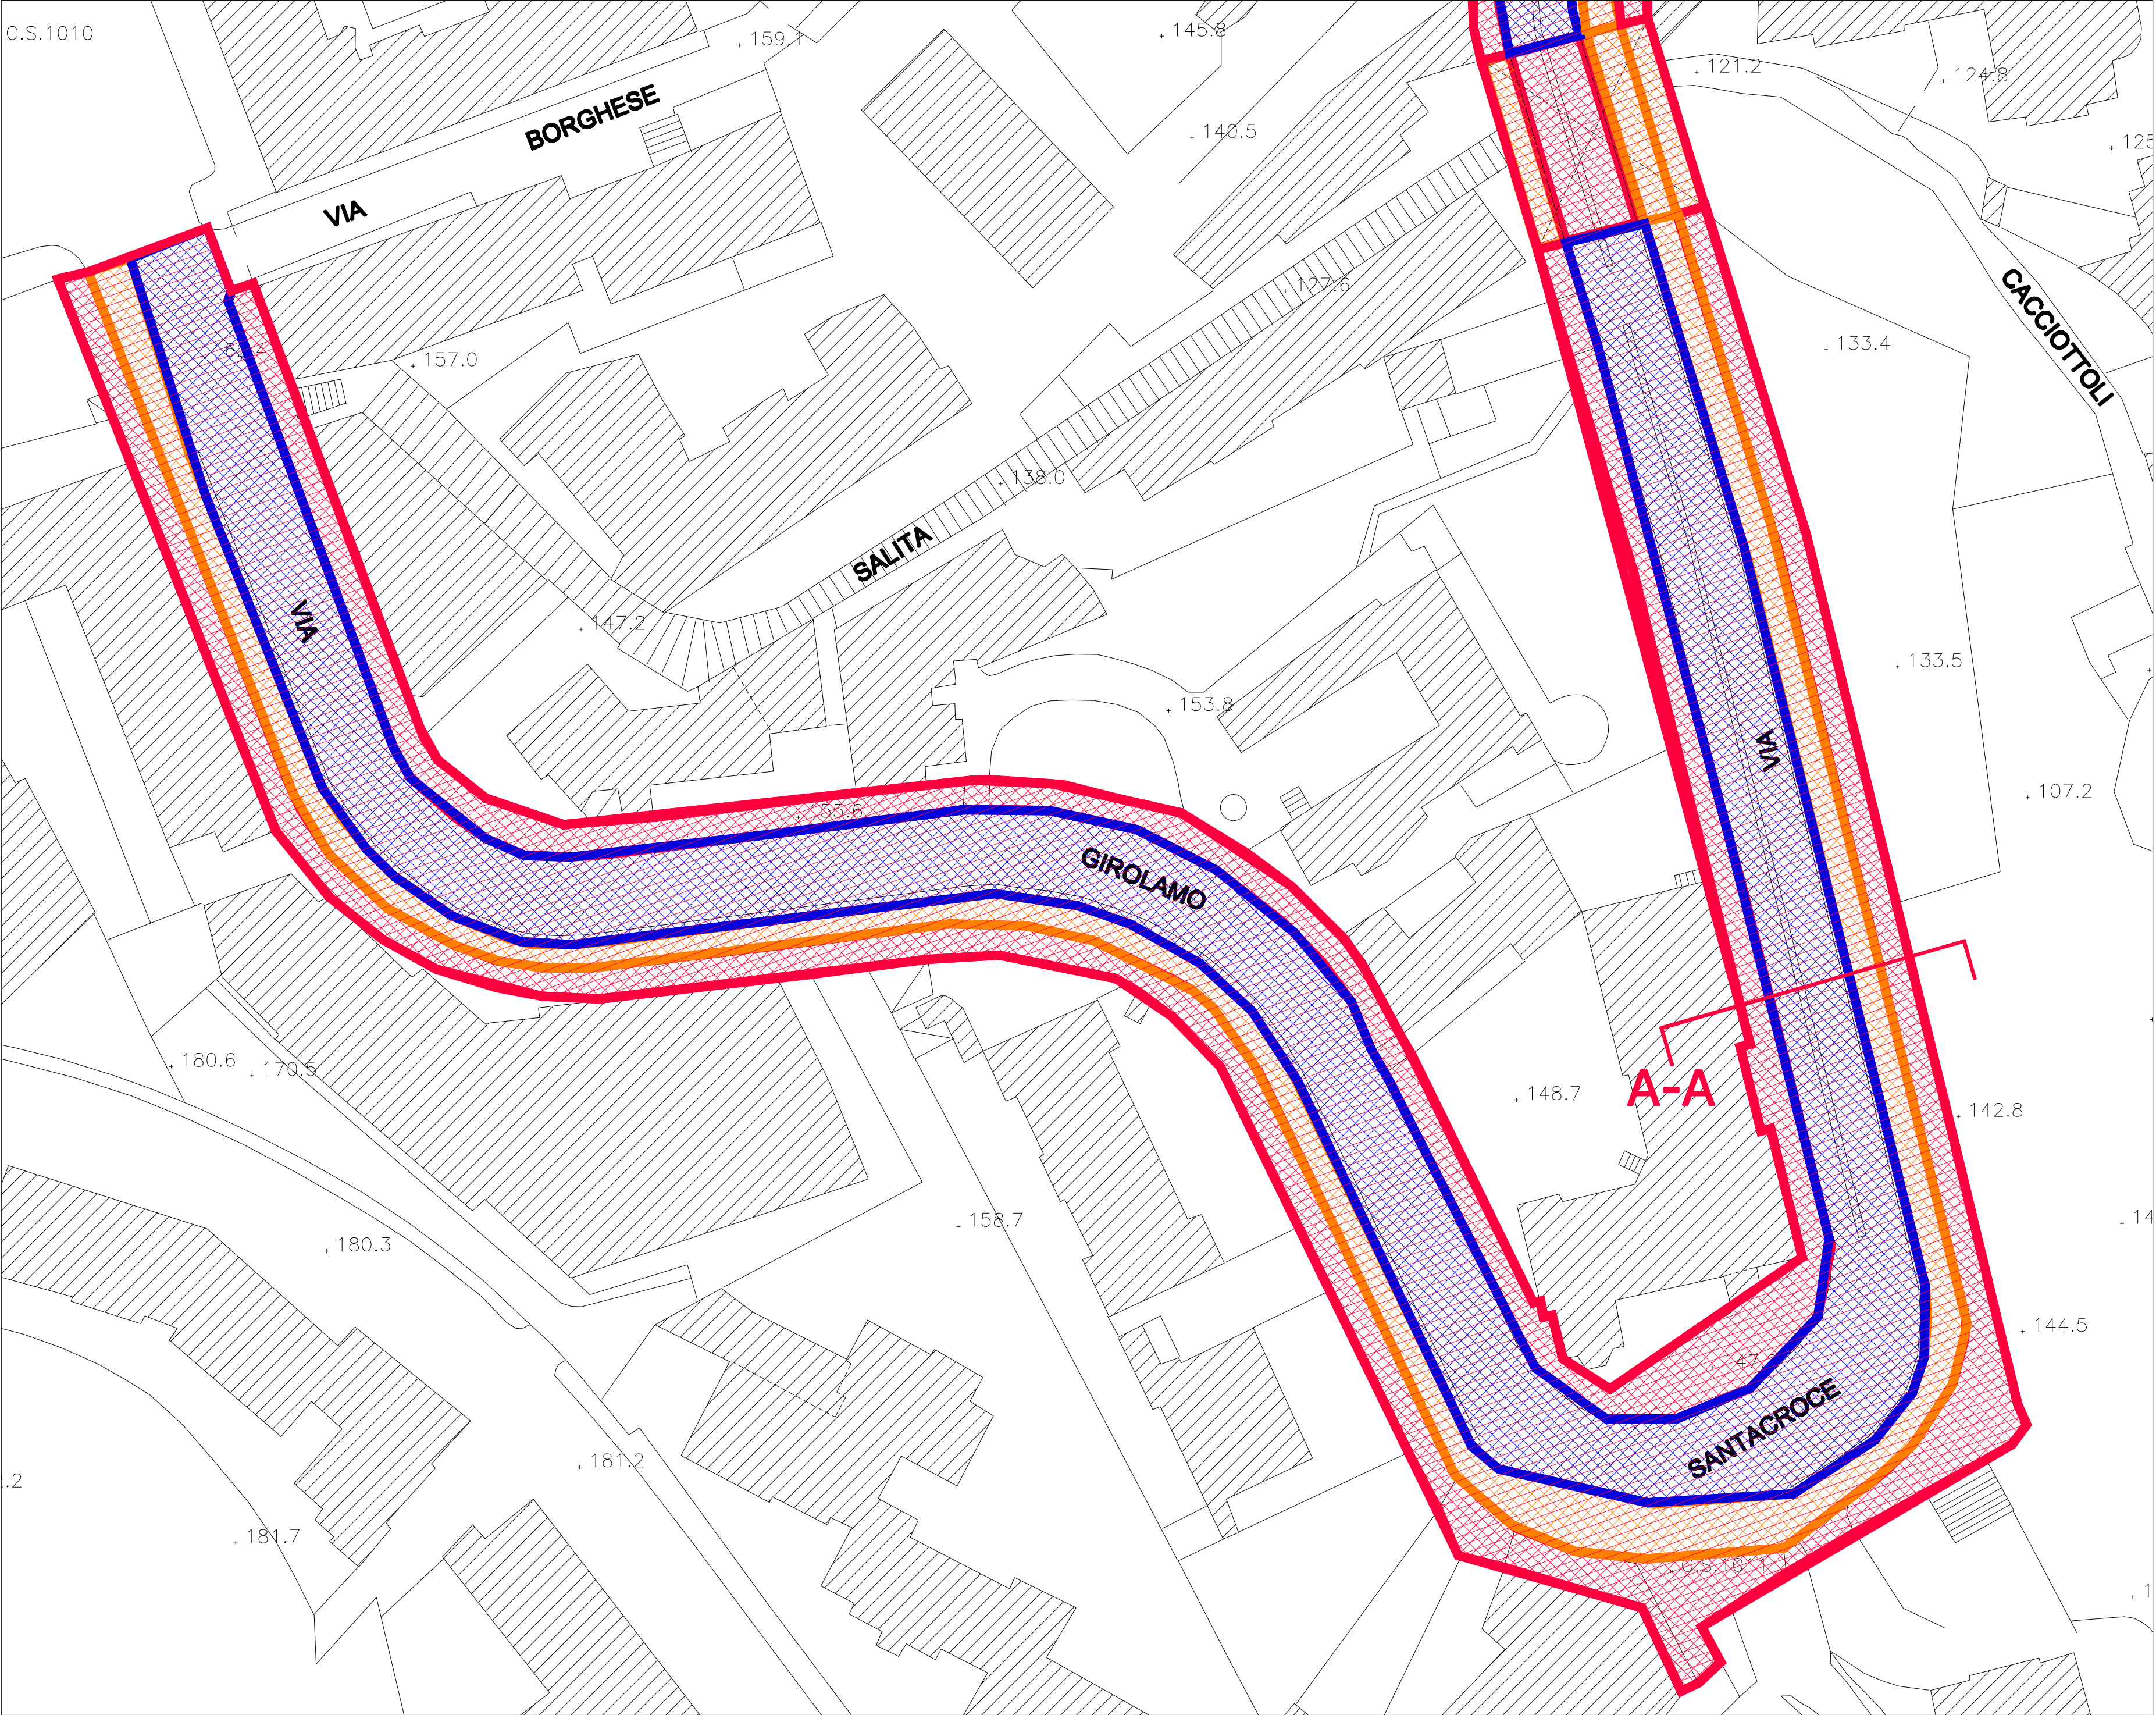 C.S.1010
159.1
145.8
121.2
124.8
BORGHESE
140.5
VIA
127.6
CACCIOTTOLI
133.4
157.0
138.0
SALITA
VIA
147.2
133.5
153.8
VIA
107.2
155.6
GIROLAMO
180.6
170.5
148.7
A-A
142.8
158.7
180.3
144.5
SANTACROCE
181.2
181.7
C.S.1011